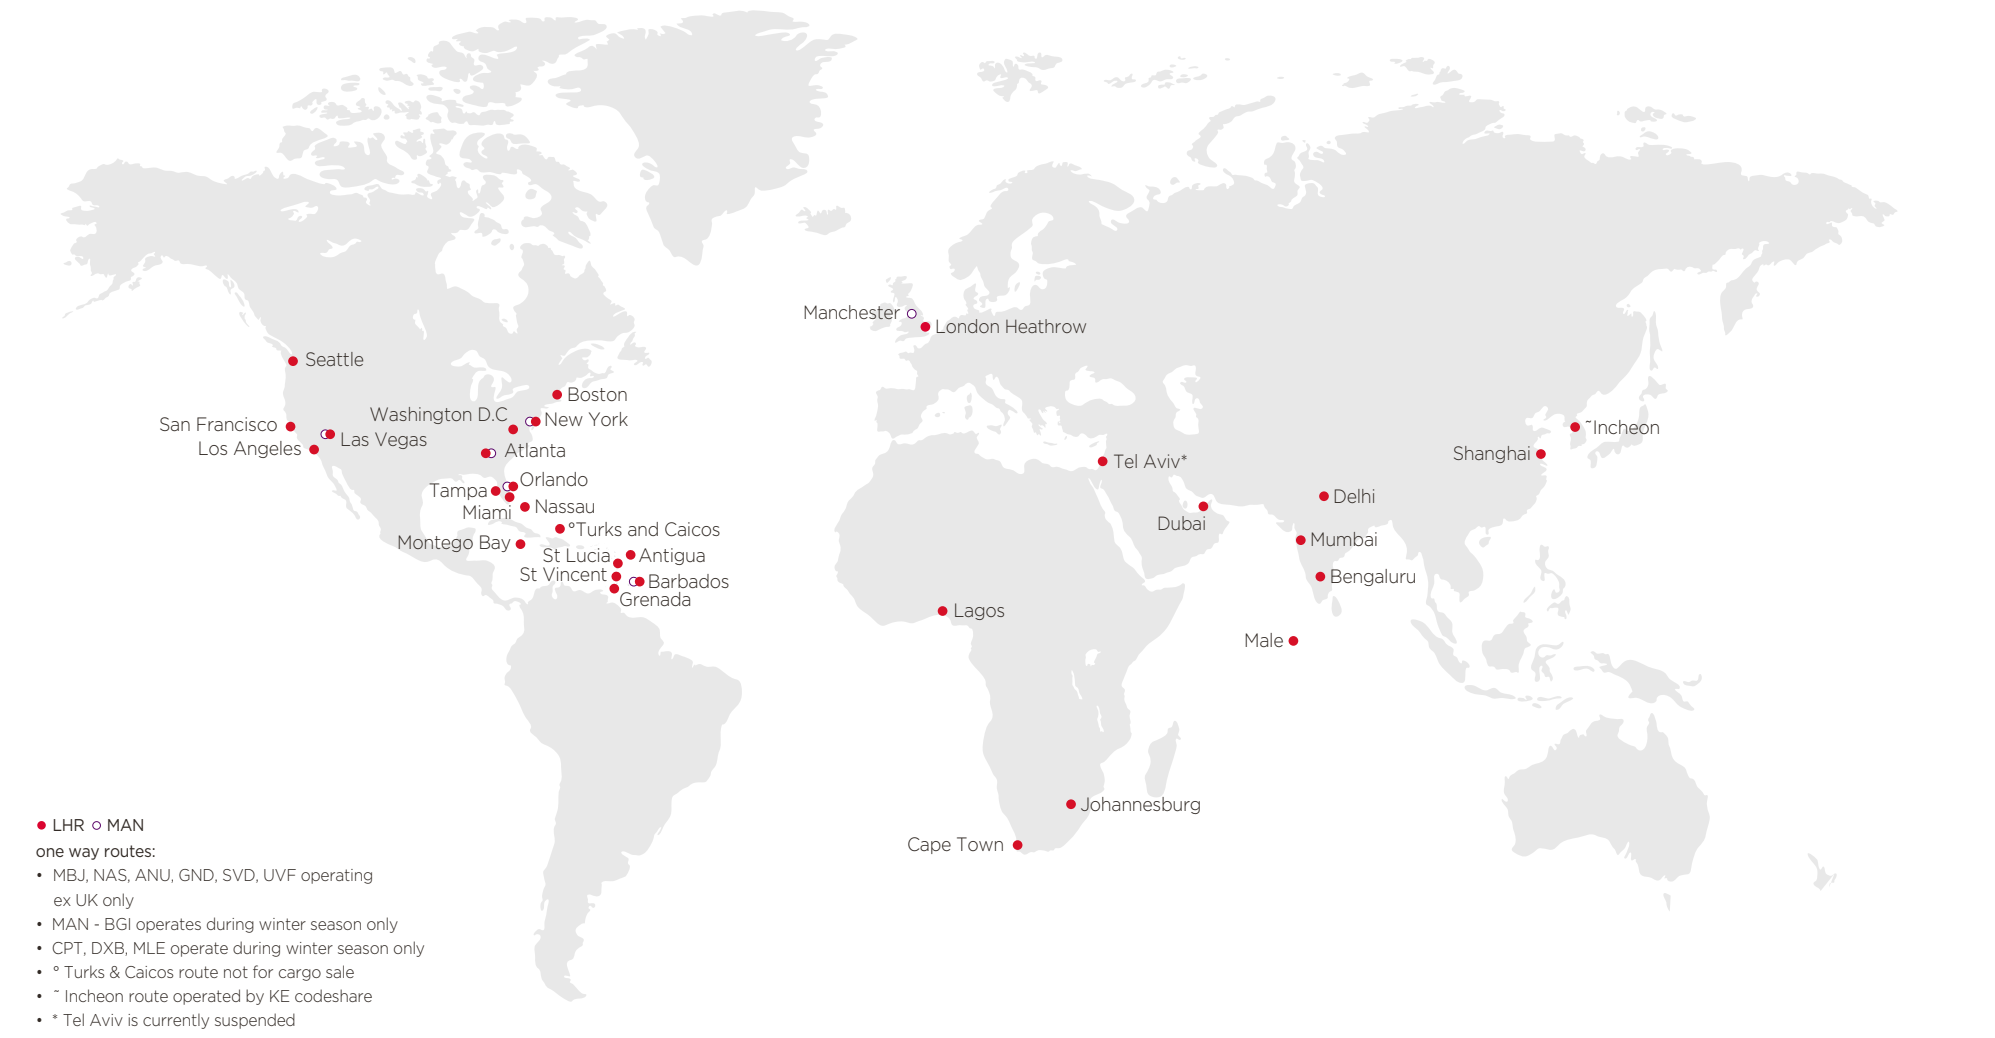 Manchester
London Heathrow
Seattle
Boston
Washington D.C
New York
San Francisco
Las Vegas
Los Angeles
Atlanta
~Incheon
Shanghai
Tel Aviv*
Orlando
Tampa
Delhi
Nassau
Miami
Dubai
°Turks and Caicos
Montego Bay
Mumbai
St Lucia
Antigua
St Vincent
Barbados
Bengaluru
Grenada
Lagos
Male
Johannesburg
Cape Town
LHR MAN
one way routes:
• MBJ, NAS, ANU, GND, SVD, UVF operating
ex UK only
• MAN - BGI operates during winter season only
• CPT, DXB, MLE operate during winter season only
• ° Turks & Caicos route not for cargo sale
• ~ Incheon route operated by KE codeshare
• * Tel Aviv is currently suspended